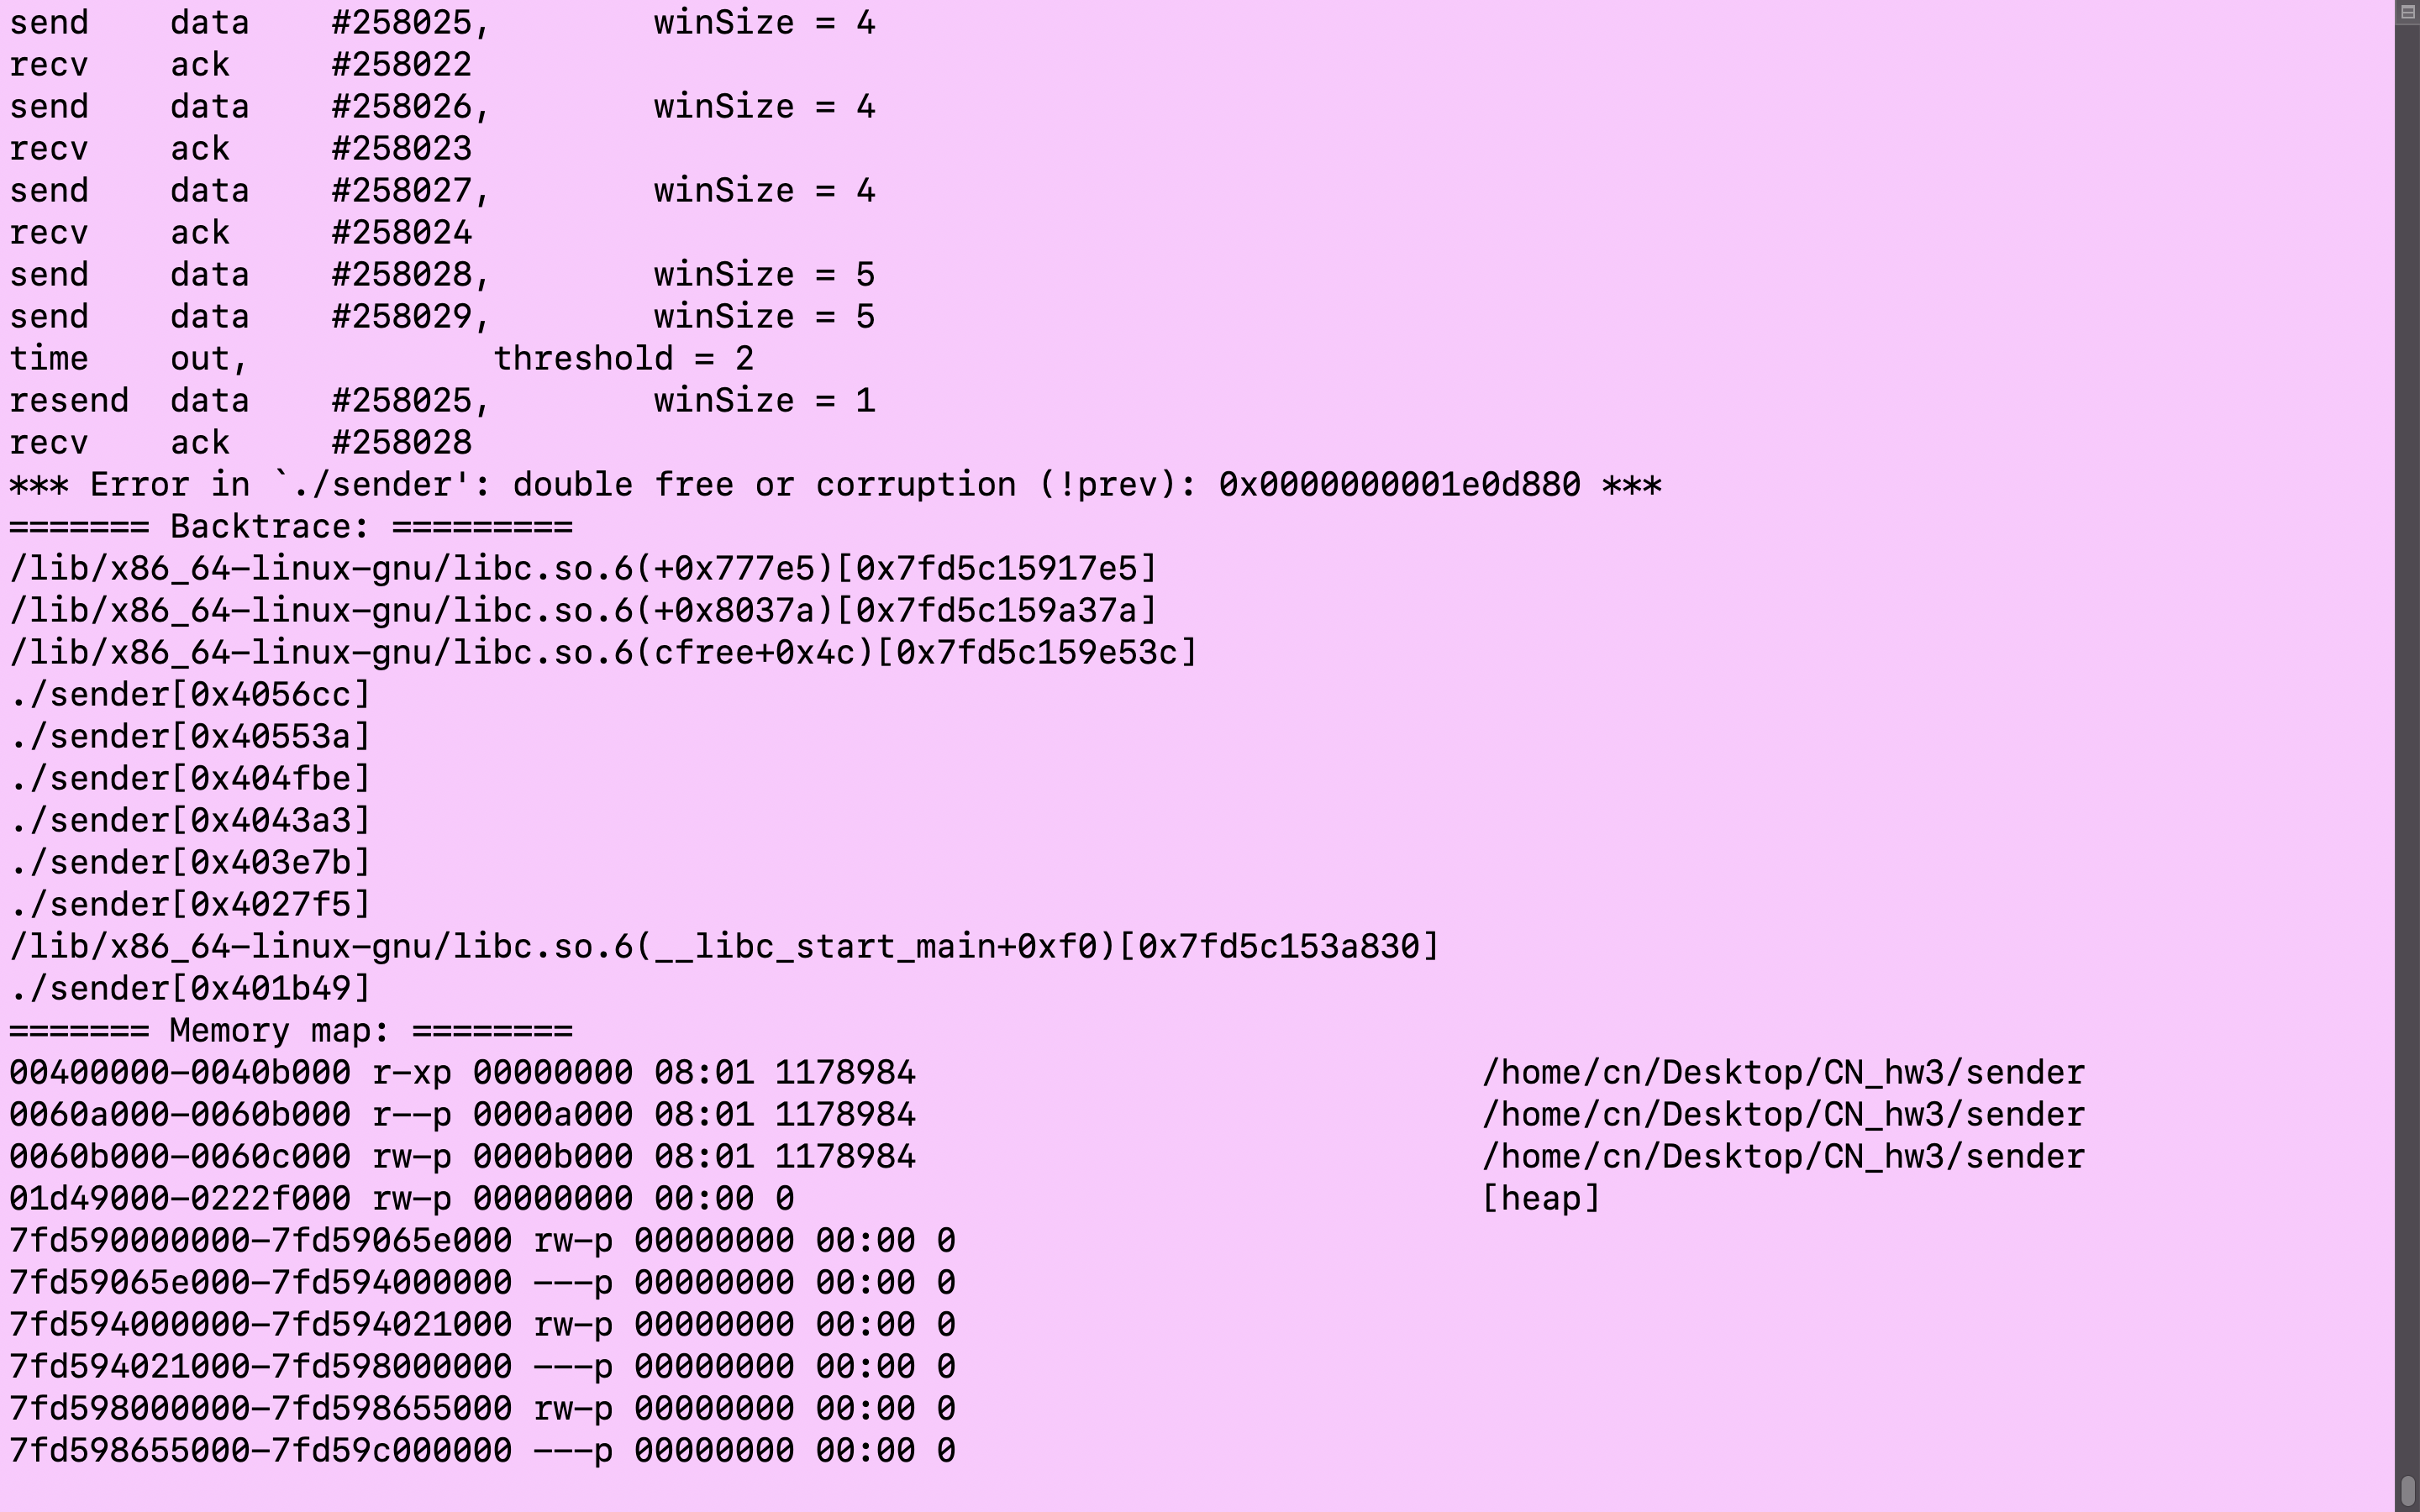 send    data    #258025,        winSize = 4
recv    ack     #258022
send    data    #258026,        winSize = 4
recv    ack     #258023
send    data    #258027,        winSize = 4
recv    ack     #258024
send    data    #258028,        winSize = 5
send    data    #258029,        winSize = 5
time    out,            threshold = 2
resend  data    #258025,        winSize = 1
recv    ack     #258028
*** Error in `./sender': double free or corruption (!prev): 0x0000000001e0d880 ***
======= Backtrace: =========
/lib/x86_64-linux-gnu/libc.so.6(+0x777e5)[0x7fd5c15917e5]
/lib/x86_64-linux-gnu/libc.so.6(+0x8037a)[0x7fd5c159a37a]
/lib/x86_64-linux-gnu/libc.so.6(cfree+0x4c)[0x7fd5c159e53c]
./sender[0x4056cc]
./sender[0x40553a]
./sender[0x404fbe]
./sender[0x4043a3]
./sender[0x403e7b]
./sender[0x4027f5]
/lib/x86_64-linux-gnu/libc.so.6(__libc_start_main+0xf0)[0x7fd5c153a830]
./sender[0x401b49]
======= Memory map: ========
00400000-0040b000 r-xp 00000000 08:01 1178984                            /home/cn/Desktop/CN_hw3/sender
0060a000-0060b000 r--p 0000a000 08:01 1178984                            /home/cn/Desktop/CN_hw3/sender
0060b000-0060c000 rw-p 0000b000 08:01 1178984                            /home/cn/Desktop/CN_hw3/sender
01d49000-0222f000 rw-p 00000000 00:00 0                                  [heap]
7fd590000000-7fd59065e000 rw-p 00000000 00:00 0
7fd59065e000-7fd594000000 ---p 00000000 00:00 0
7fd594000000-7fd594021000 rw-p 00000000 00:00 0
7fd594021000-7fd598000000 ---p 00000000 00:00 0
7fd598000000-7fd598655000 rw-p 00000000 00:00 0
7fd598655000-7fd59c000000 ---p 00000000 00:00 0